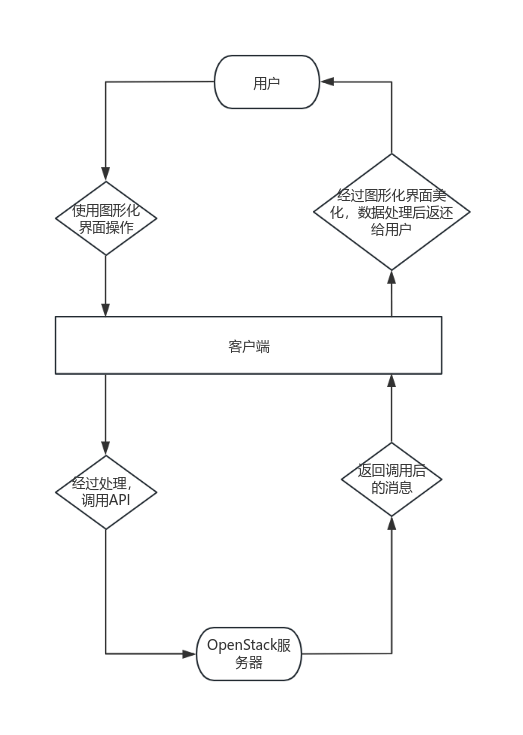 用户
使用图形化
界面操作
经过图形化界面美
化，数据处理后返还
给用户
客户端
经过处理，
调用API
返回调用后
的消息
OpenStack服
务器